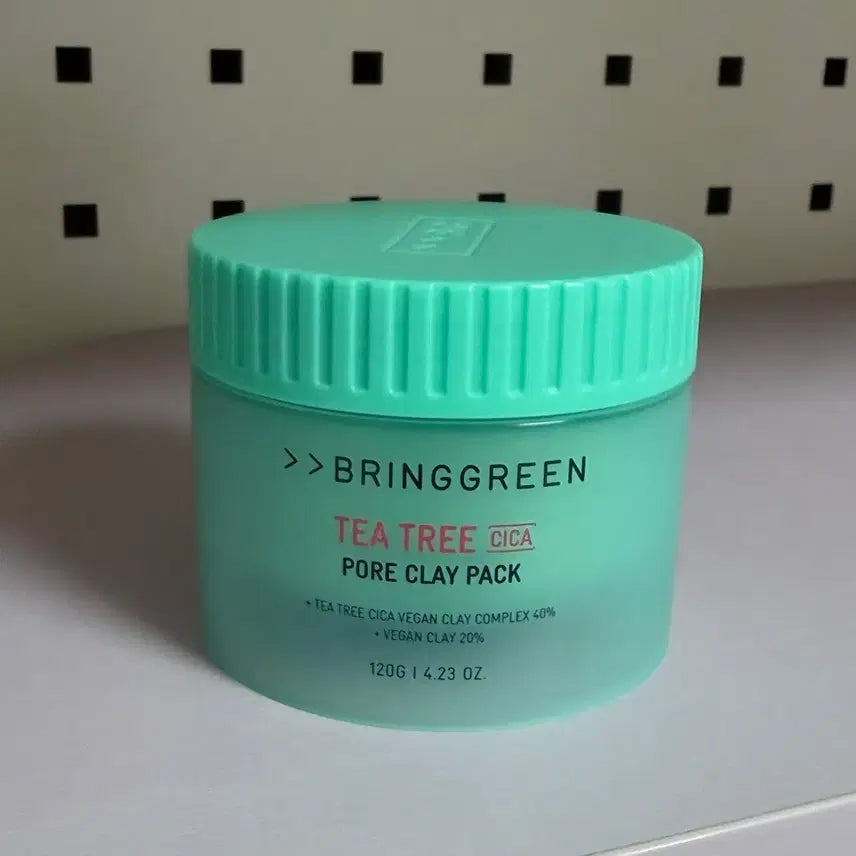 >>BRINGGREEN
TEA TREE CICA
PORE CLAY PACK
+ TEA TREE CICA VEGAN CLAY COMPLEX 40%
+ VEGAN CLAY 20%
120G | 4.23 OZ.